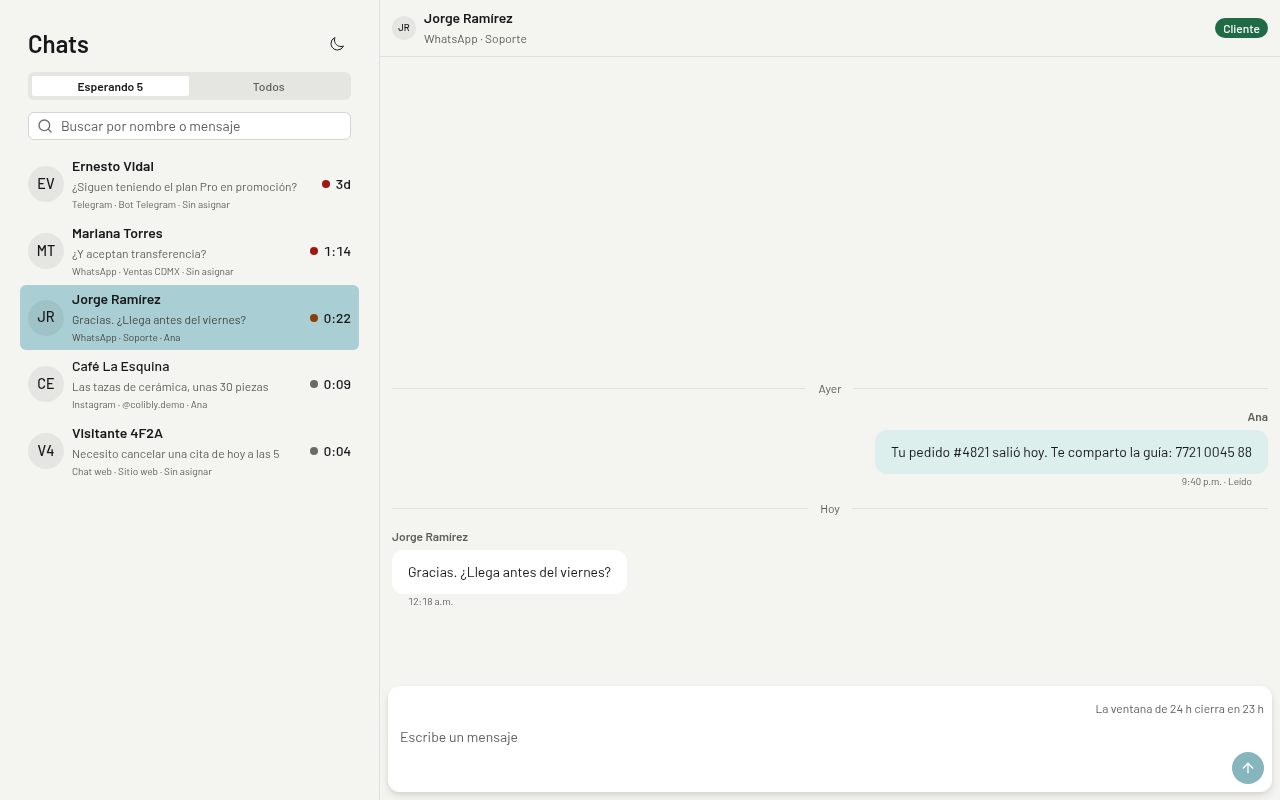 Chats
Esperando 5
Todos
Buscar por nombre o mensaje
EV
Ernesto Vidal
¿Siguen teniendo el plan Pro en promoción?
Telegram · Bot Telegram · Sin asignar
3d
MT
Mariana Torres
¿Y aceptan transferencia?
WhatsApp · Ventas CDMX · Sin asignar
1:14
JR
Jorge Ramírez
Gracias. ¿Llega antes del viernes?
WhatsApp · Soporte · Ana
0:22
CE
Café La Esquina
Las tazas de cerámica, unas 30 piezas
Instagram · @colibly.demo · Ana
0:09
V4
Visitante 4F2A
Necesito cancelar una cita de hoy a las 5
Chat web · Sitio web · Sin asignar
0:04
JR
Jorge Ramírez
WhatsApp · Soporte
Cliente
Ayer
Ana
Tu pedido #4821 salió hoy. Te comparto la guía: 7721 0045 88
9:40 p.m. · Leído
Hoy
Jorge Ramírez
Gracias. ¿Llega antes del viernes?
12:18 a.m.
La ventana de 24 h cierra en 23 h
Escribe un mensaje